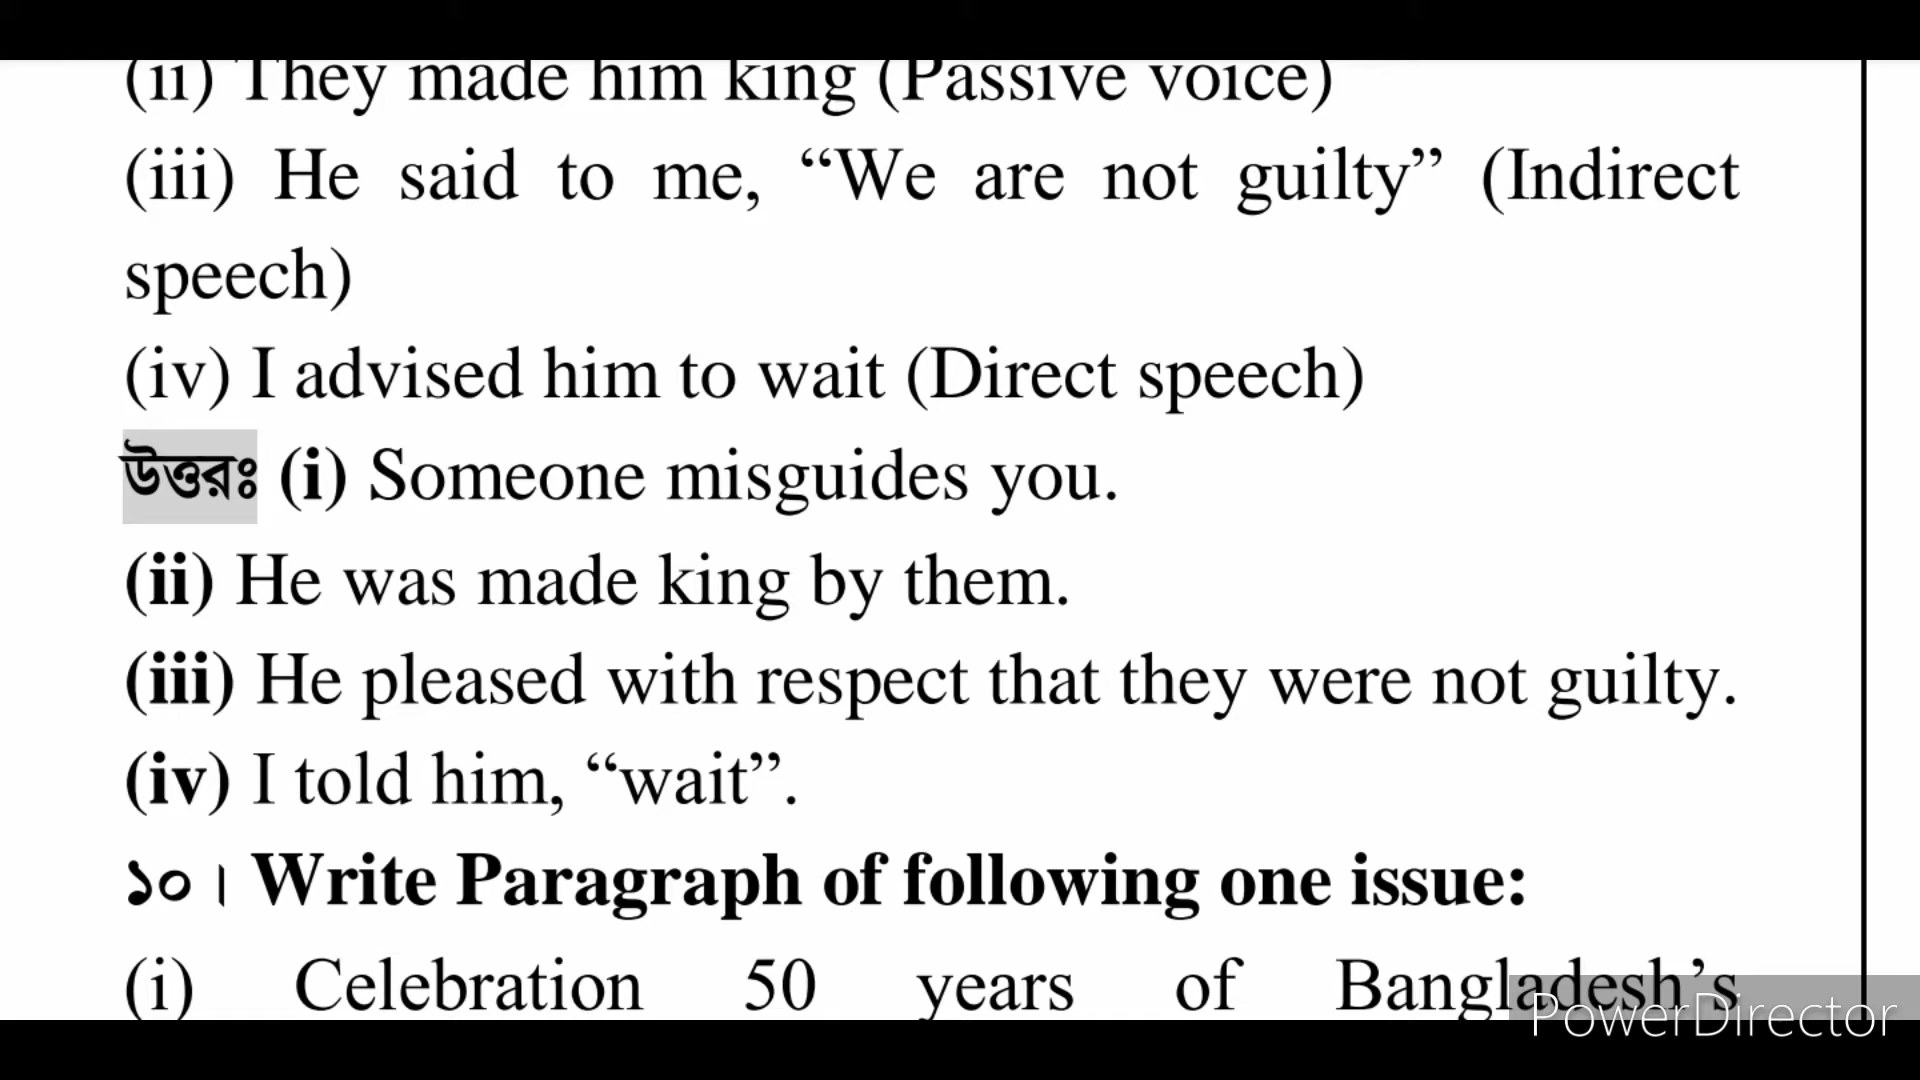 (ii) They made him king (Passive voice)
(iii) He said to me, “We are not guilty” (Indirect
speech)
(iv) I advised him to wait (Direct speech)
উত্তরঃ (i) Someone misguides you.
(ii) He was made king by them.
(iii) He pleased with respect that they were not guilty.
(iv) I told him, “wait”.
১০। Write Paragraph of following one issue:
(i) Celebration 50 years of Bangladesh’s
PowerDirector